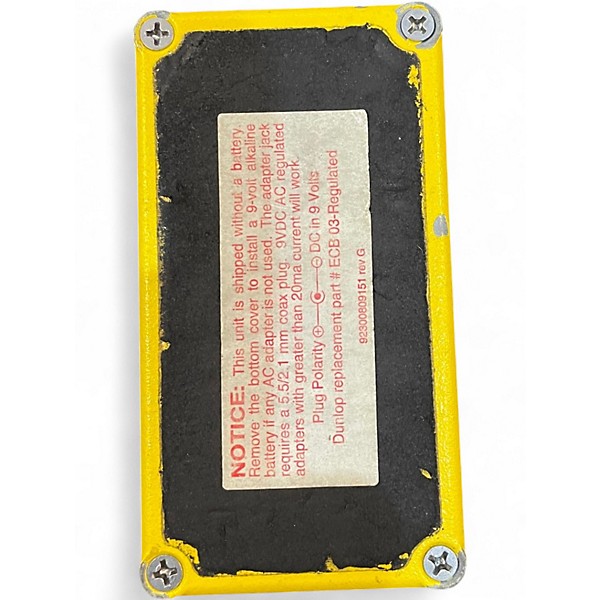 NOTICE: This unit is shipped without a battery.
Remove the bottom cover to install a 9-volt alkaline
battery if any AC adapter is not used. The adapter jack
requires a 5.5/2.1 mm coax plug. 9VDC AC regulated
adapters with greater than 20ma current will work
Plug Polarity + - DC in 9 Volts
Dunlop replacement part # ECB 03-Regulated
92300809151 rev G